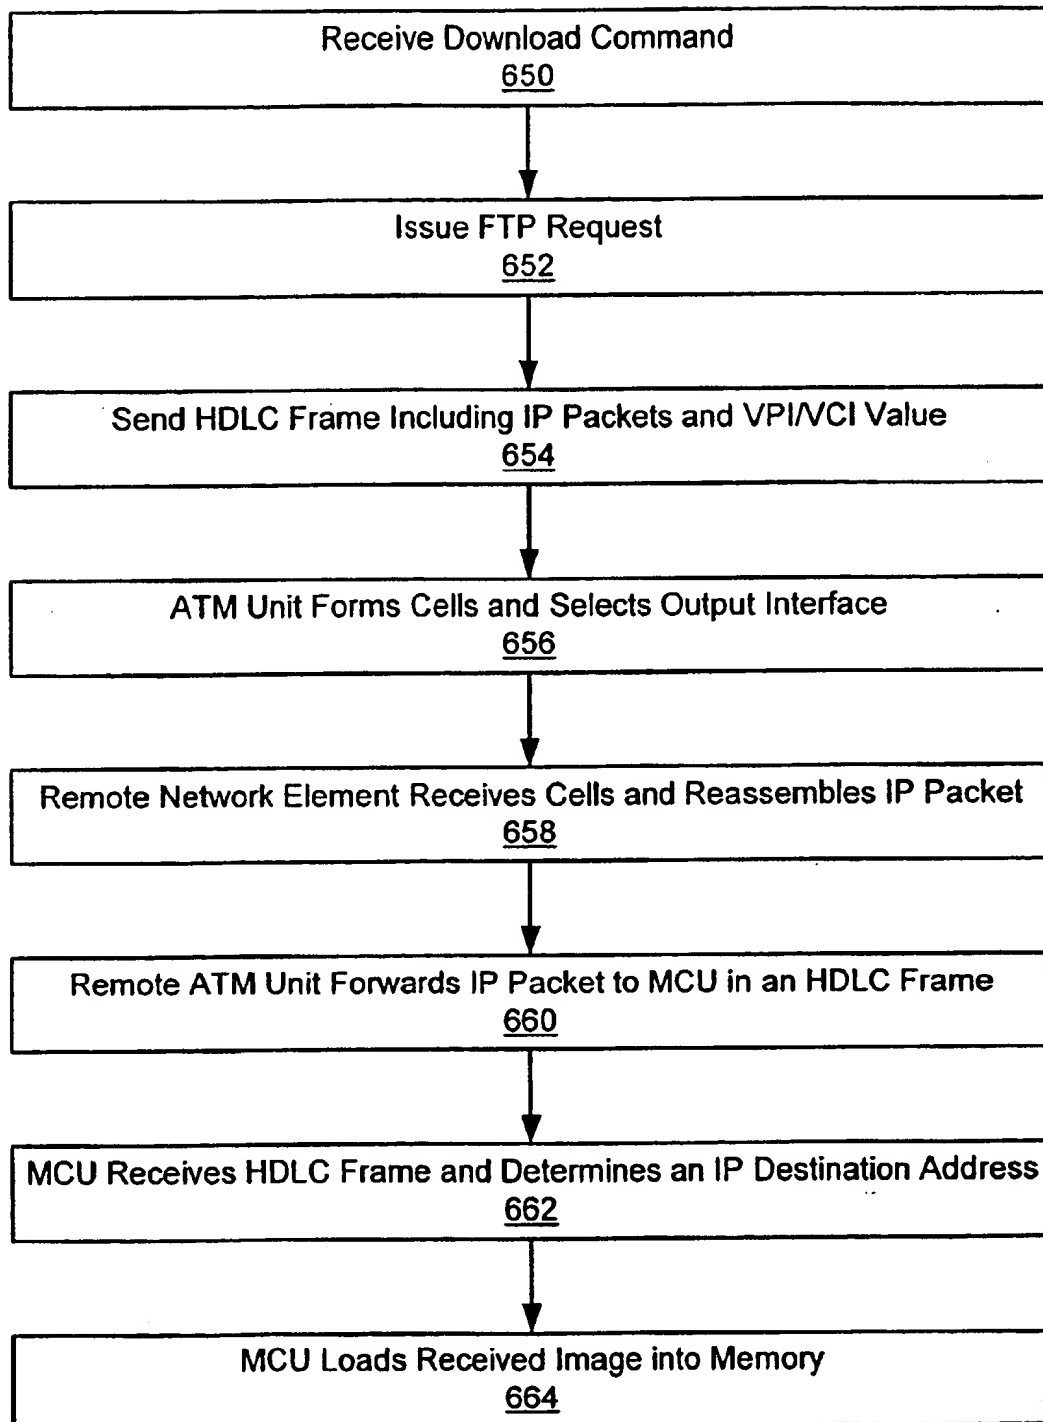 Receive Download Command
650
Issue FTP Request
652
Send HDLC Frame Including IP Packets and VPI/VCI Value
654
ATM Unit Forms Cells and Selects Output Interface
656
Remote Network Element Receives Cells and Reassembles IP Packet
658
Remote ATM Unit Forwards IP Packet to MCU in an HDLC Frame
660
MCU Receives HDLC Frame and Determines an IP Destination Address
662
MCU Loads Received Image into Memory
664